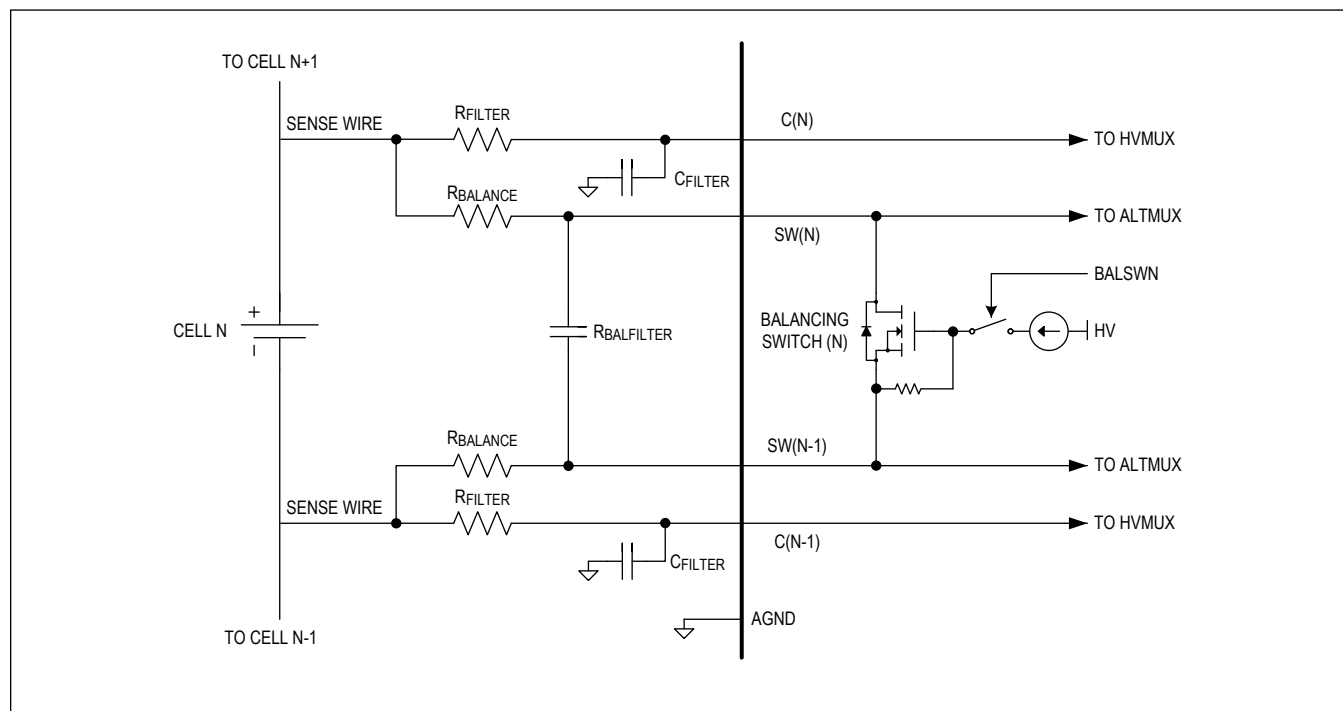 TO CELL N+1
SENSE WIRE
RFILTER
C(N)
TO HVMUX
CFILTER
RBALANCE
SW(N)
TO ALTMUX
BALSWN
CELL N
+
–
RBALFILTER
BALANCING
SWITCH (N)
HV
RBALANCE
SW(N-1)
TO ALTMUX
SENSE WIRE
RFILTER
C(N-1)
TO HVMUX
CFILTER
AGND
TO CELL N-1